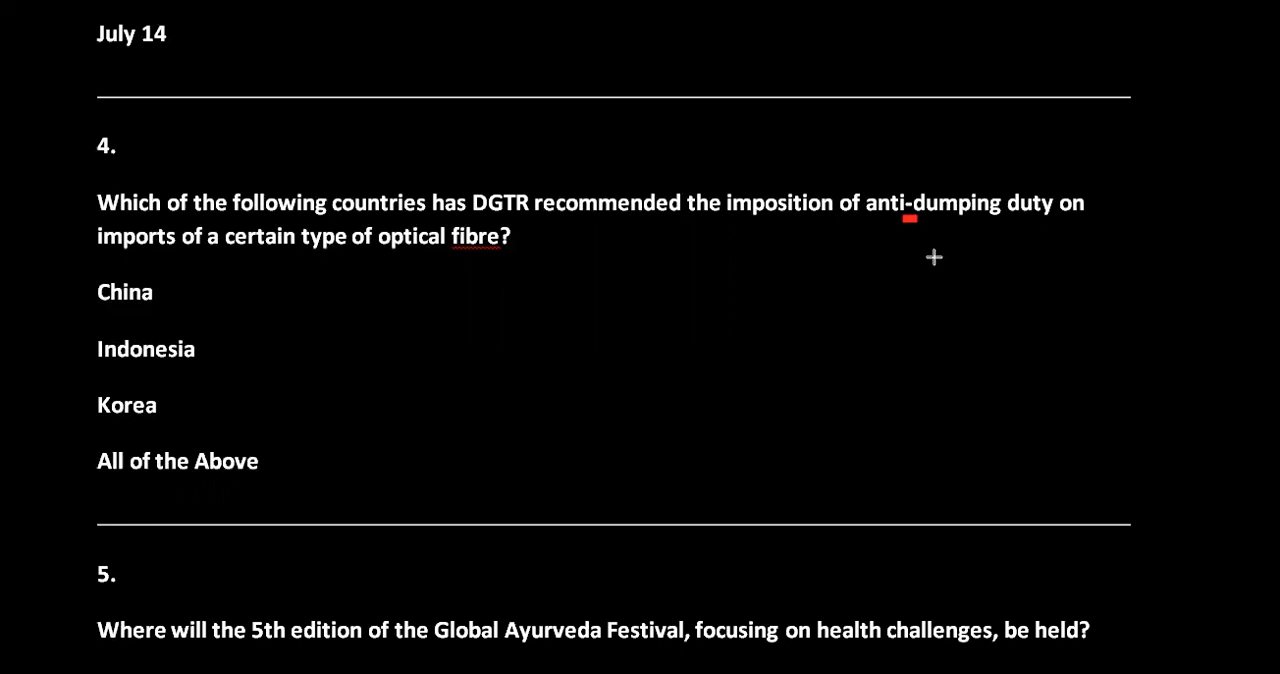 July 14
4.
Which of the following countries has DGTR recommended the imposition of anti-dumping duty on
imports of a certain type of optical fibre?
China
Indonesia
Korea
All of the Above
5.
Where will the 5th edition of the Global Ayurveda Festival, focusing on health challenges, be held?